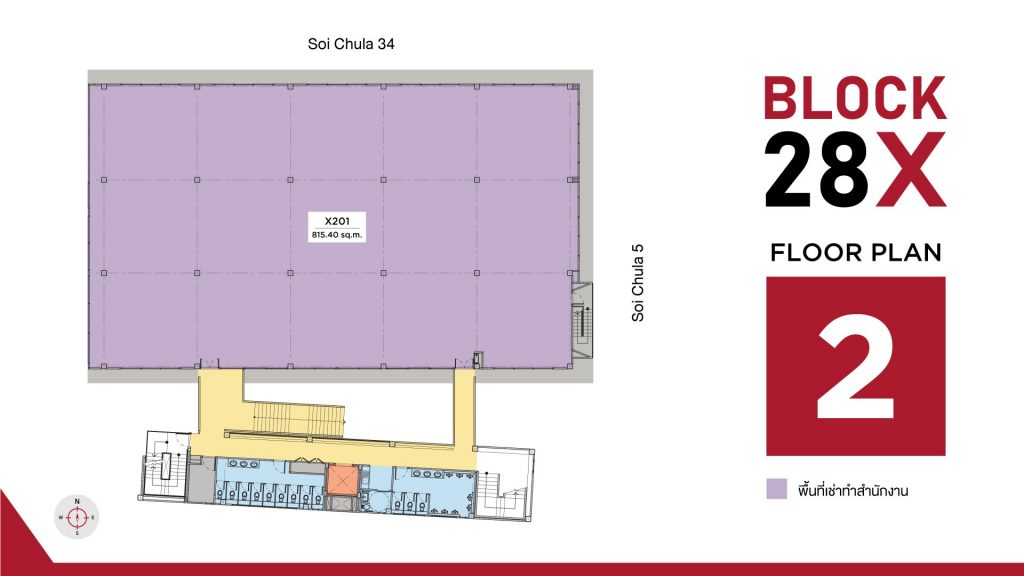 Soi Chula 34
X201
815.40 sq.m.
Soi Chula 5
BLOCK
28X
FLOOR PLAN
2
พื้นที่เช่าทำสำนักงาน
N
W
E
S